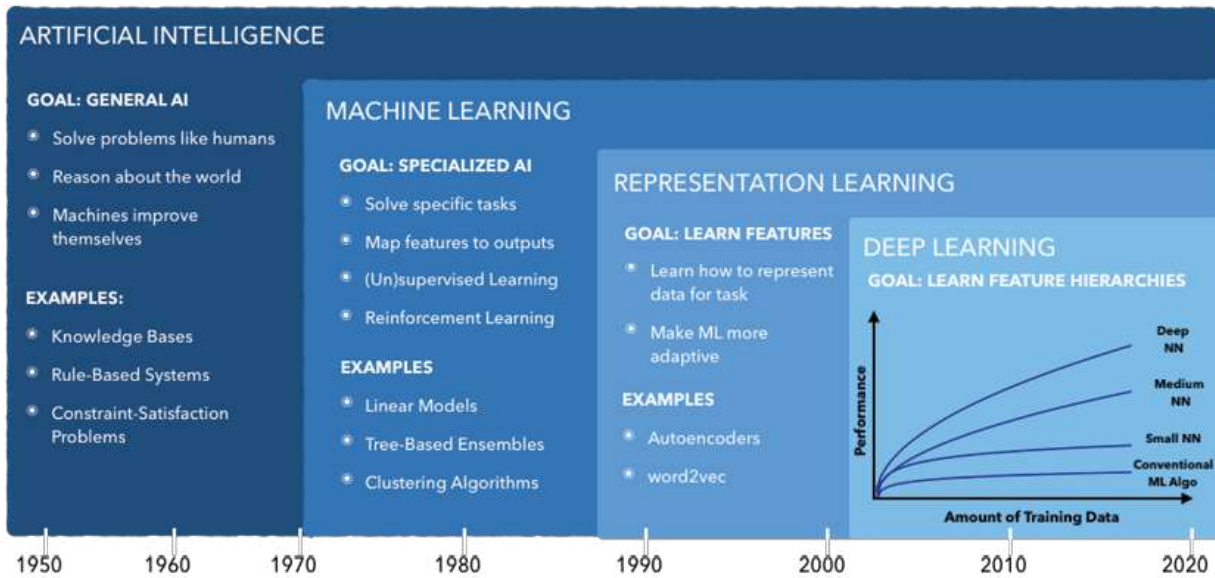 ARTIFICIAL INTELLIGENCE
GOAL: GENERAL AI
Solve problems like humans
Reason about the world
Machines improve
themselves
EXAMPLES:
Knowledge Bases
Rule-Based Systems
Constraint-Satisfaction
Problems
MACHINE LEARNING
GOAL: SPECIALIZED AI
Solve specific tasks
Map features to outputs
(Un)supervised Learning
Reinforcement Learning
EXAMPLES
Linear Models
Tree-Based Ensembles
Clustering Algorithms
REPRESENTATION LEARNING
GOAL: LEARN FEATURES
Learn how to represent
data for task
Make ML more
adaptive
EXAMPLES
Autoencoders
word2vec
DEEP LEARNING
GOAL: LEARN FEATURE HIERARCHIES
Performance
Deep
NN
Medium
NN
Small NN
Conventional
ML Algo
Amount of Training Data
1950 1960 1970 1980 1990 2000 2010 2020